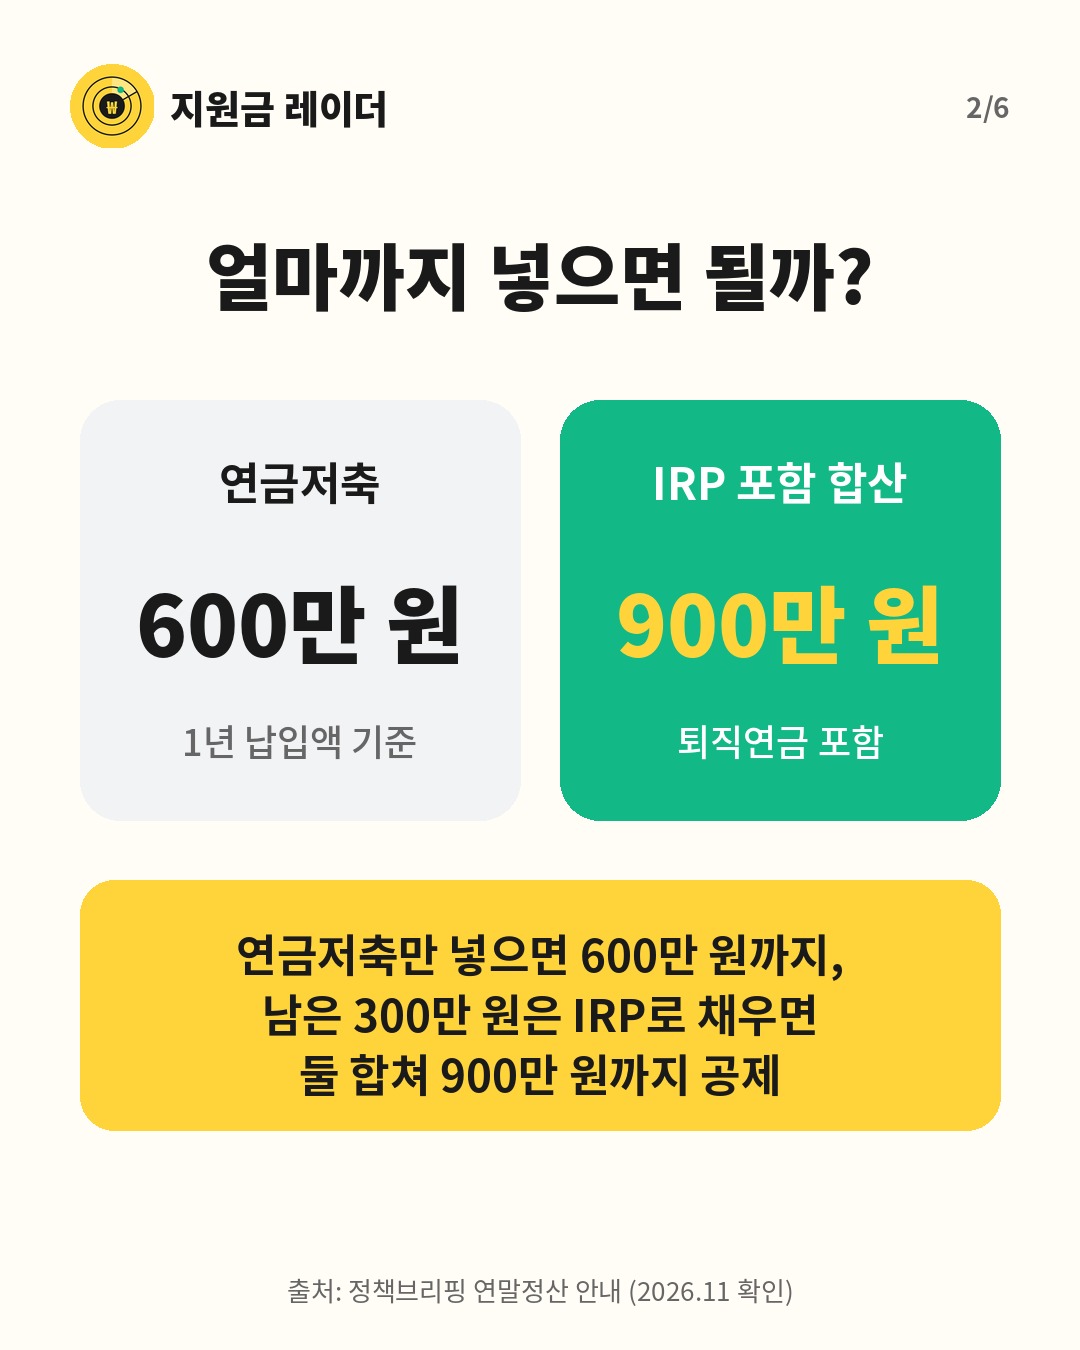 지원금 레이더
2/6
얼마까지 넣으면 될까?
연금저축
600만 원
1년 납입액 기준
IRP 포함 합산
900만 원
퇴직연금 포함
연금저축만 넣으면 600만 원까지,
남은 300만 원은 IRP로 채우면
둘 합쳐 900만 원까지 공제
출처: 정책브리핑 연말정산 안내 (2026.11 확인)